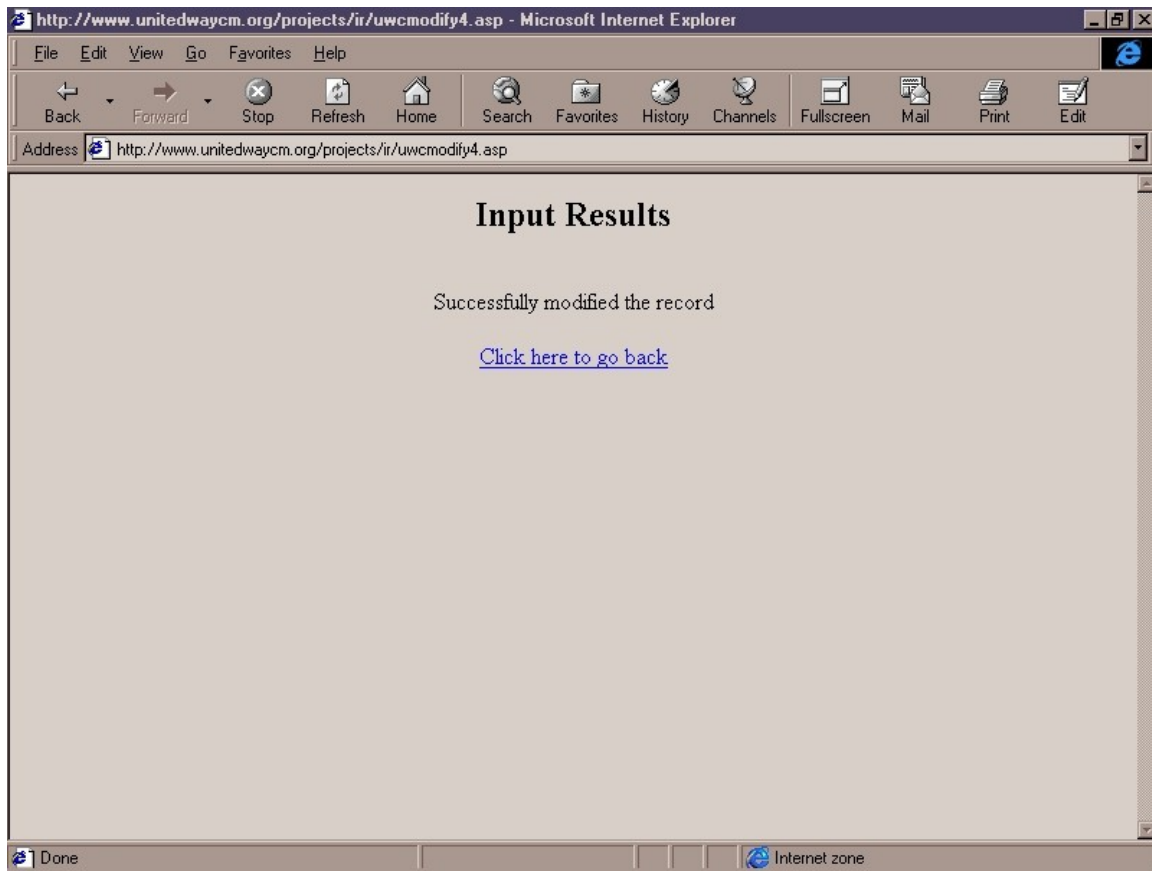 http://www.unitedwaycm.org/projects/ir/uwcmodify4.asp - Microsoft Internet Explorer
File Edit View Go Favorites Help
Back Forward Stop Refresh Home Search Favorites History Channels Fullscreen Mail Print Edit
Address http://www.unitedwaycm.org/projects/ir/uwcmodify4.asp
Input Results
Successfully modified the record
Click here to go back
Done Internet zone